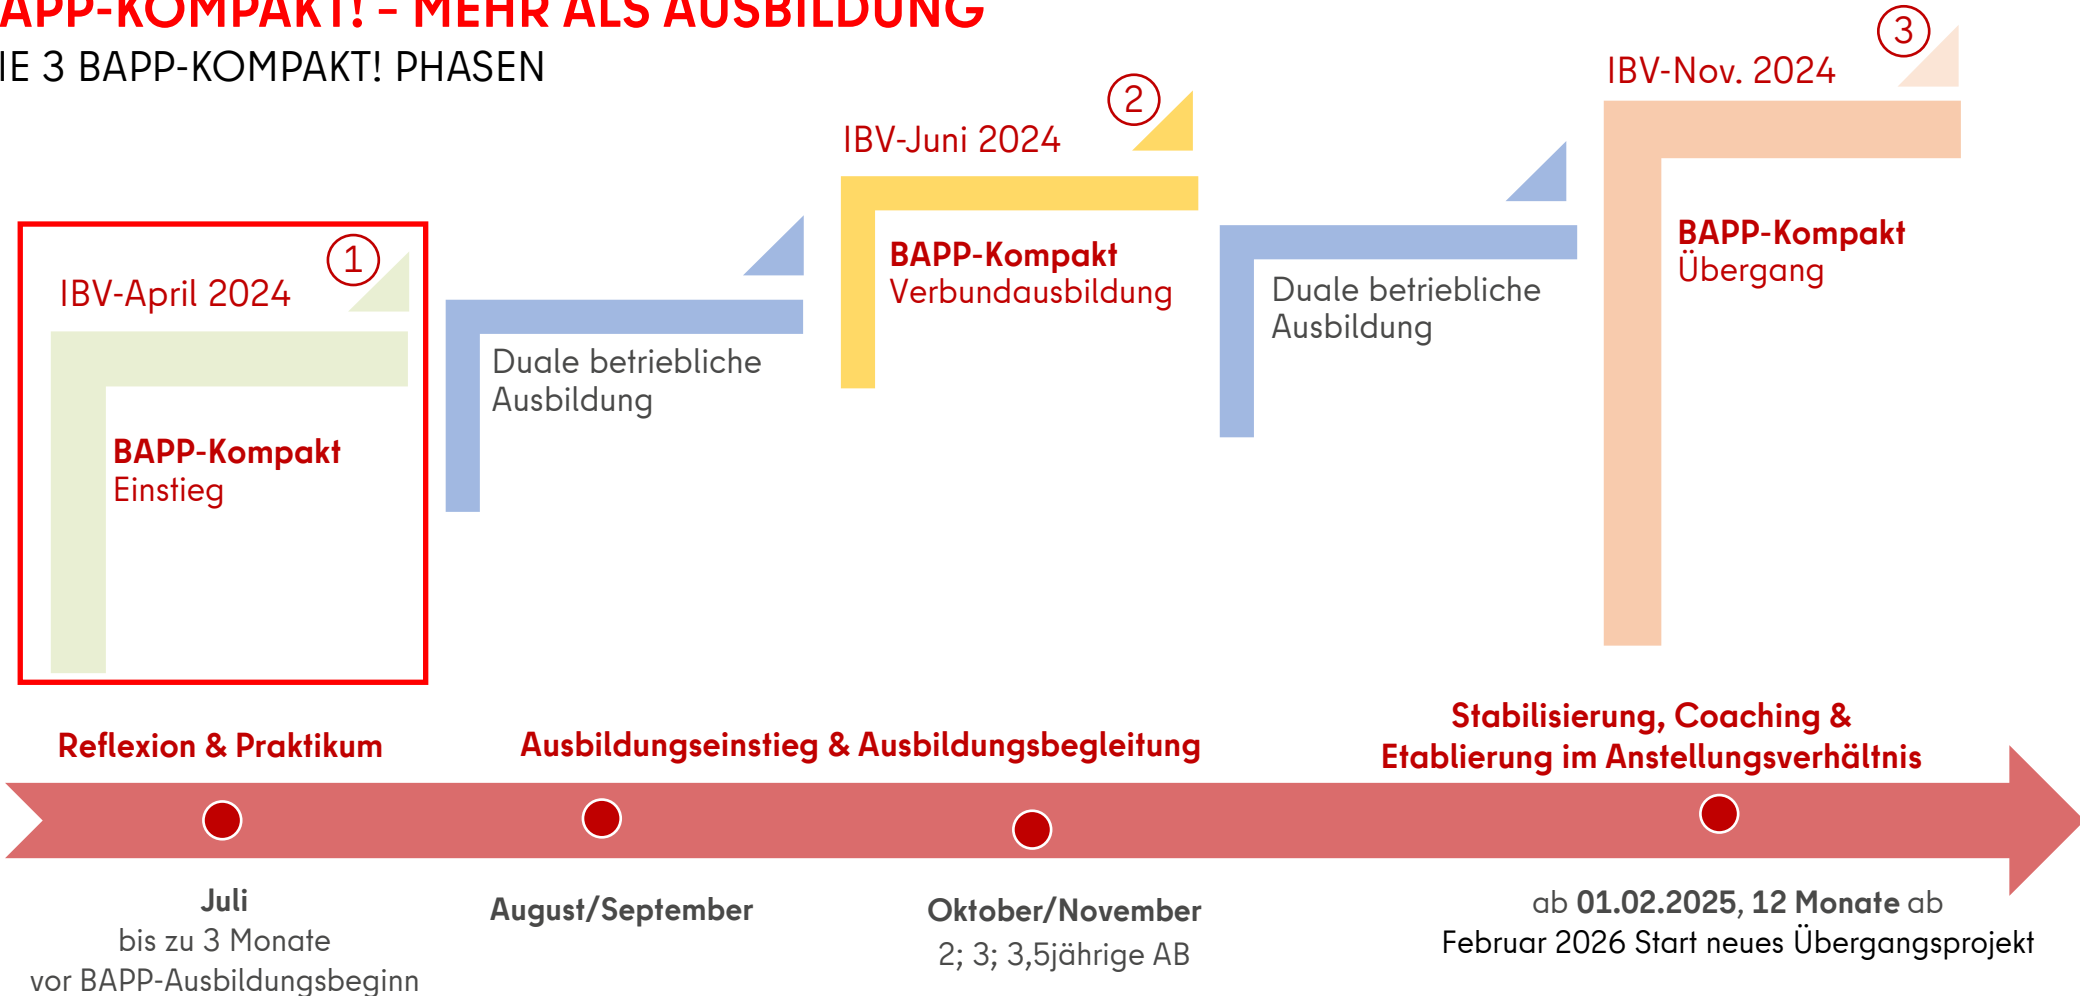 APP-KOMPAKT! – MEHR ALS AUSBILDUNG
IE 3 BAPP-KOMPAKT! PHASEN
IBV-April 2024
1
BAPP-Kompakt
Einstieg
Duale betriebliche
Ausbildung
IBV-Juni 2024
2
BAPP-Kompakt
Verbundausbildung
Duale betriebliche
Ausbildung
IBV-Nov. 2024
3
BAPP-Kompakt
Übergang
Reflexion & Praktikum
Ausbildungseinstieg & Ausbildungsbegleitung
Stabilisierung, Coaching &
Etablierung im Anstellungsverhältnis
Juli
bis zu 3 Monate
vor BAPP-Ausbildungsbeginn
August/September
Oktober/November
2; 3; 3,5jährige AB
ab 01.02.2025, 12 Monate ab
Februar 2026 Start neues Übergangsprojekt